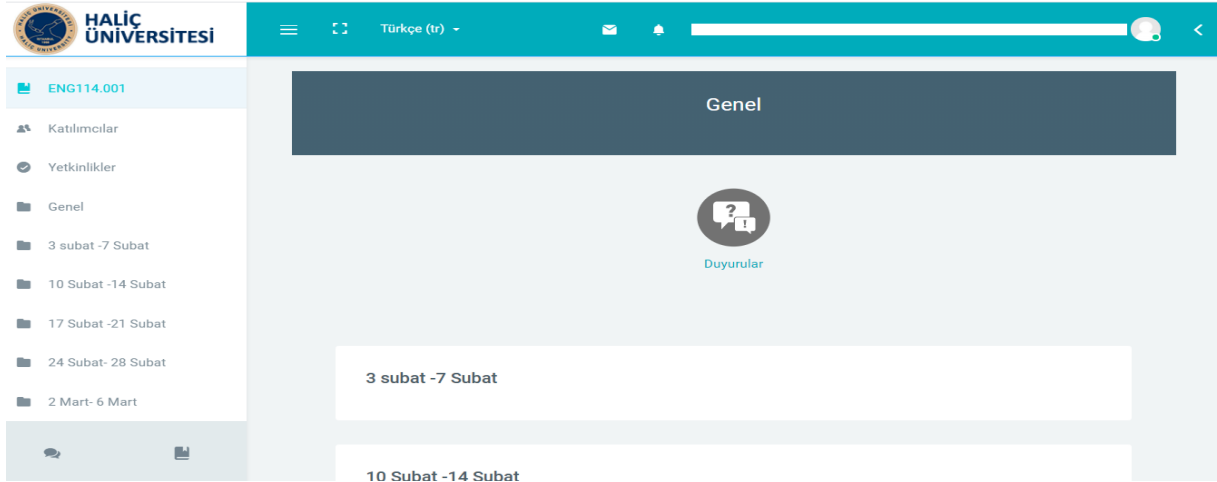 HALİÇ
ÜNİVERSİTESİ
Türkçe (tr)
ENG114.001
Katılımcılar
Yetkinlikler
Genel
3 subat -7 Subat
10 Subat -14 Subat
17 Subat -21 Subat
24 Subat- 28 Subat
2 Mart- 6 Mart
Genel
Duyurular
3 subat -7 Subat
10 Subat -14 Subat